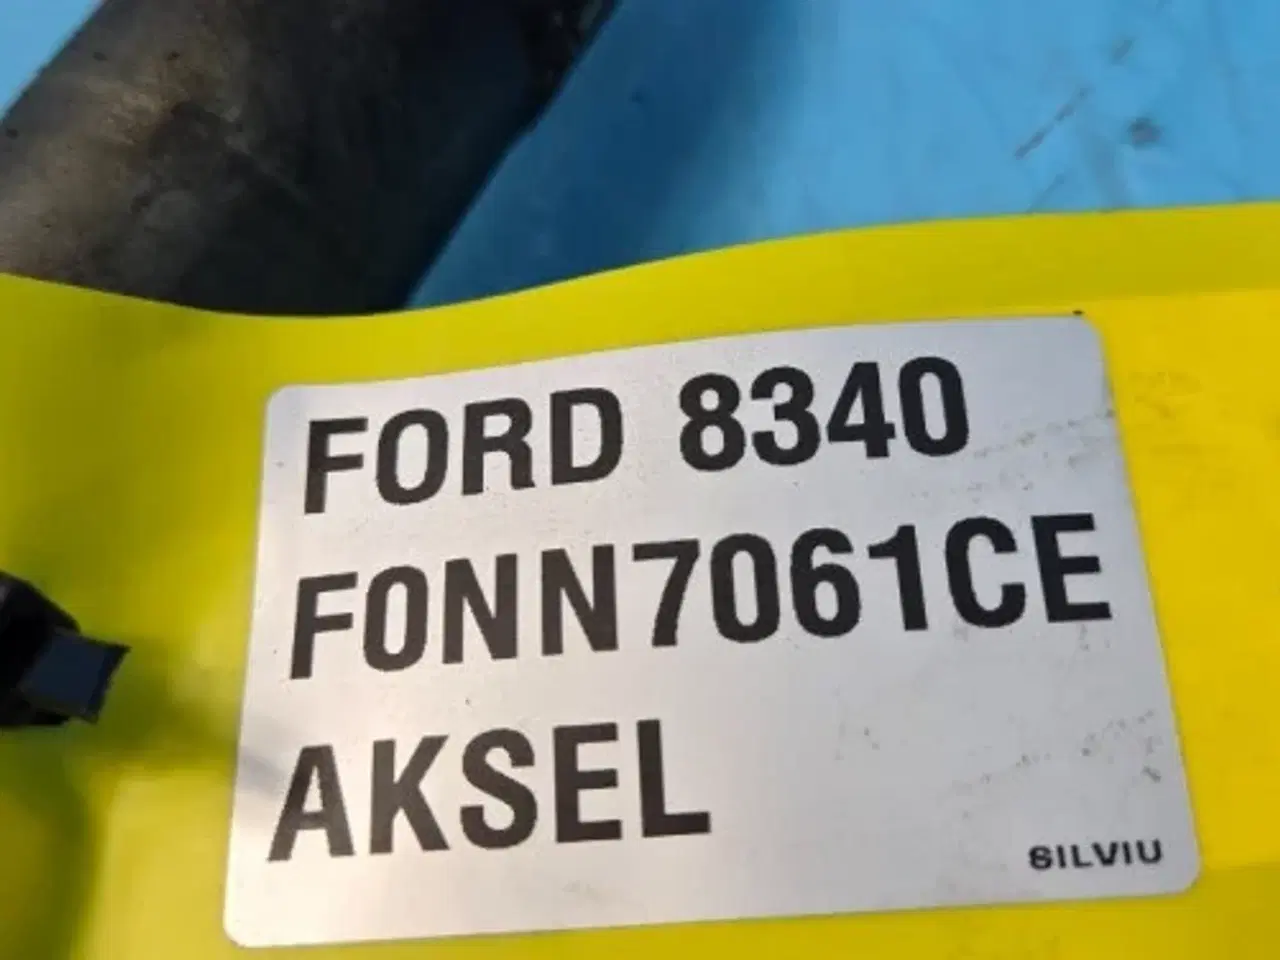 FORD 8340
F0NN7061CE
AKSEL
SILVIU